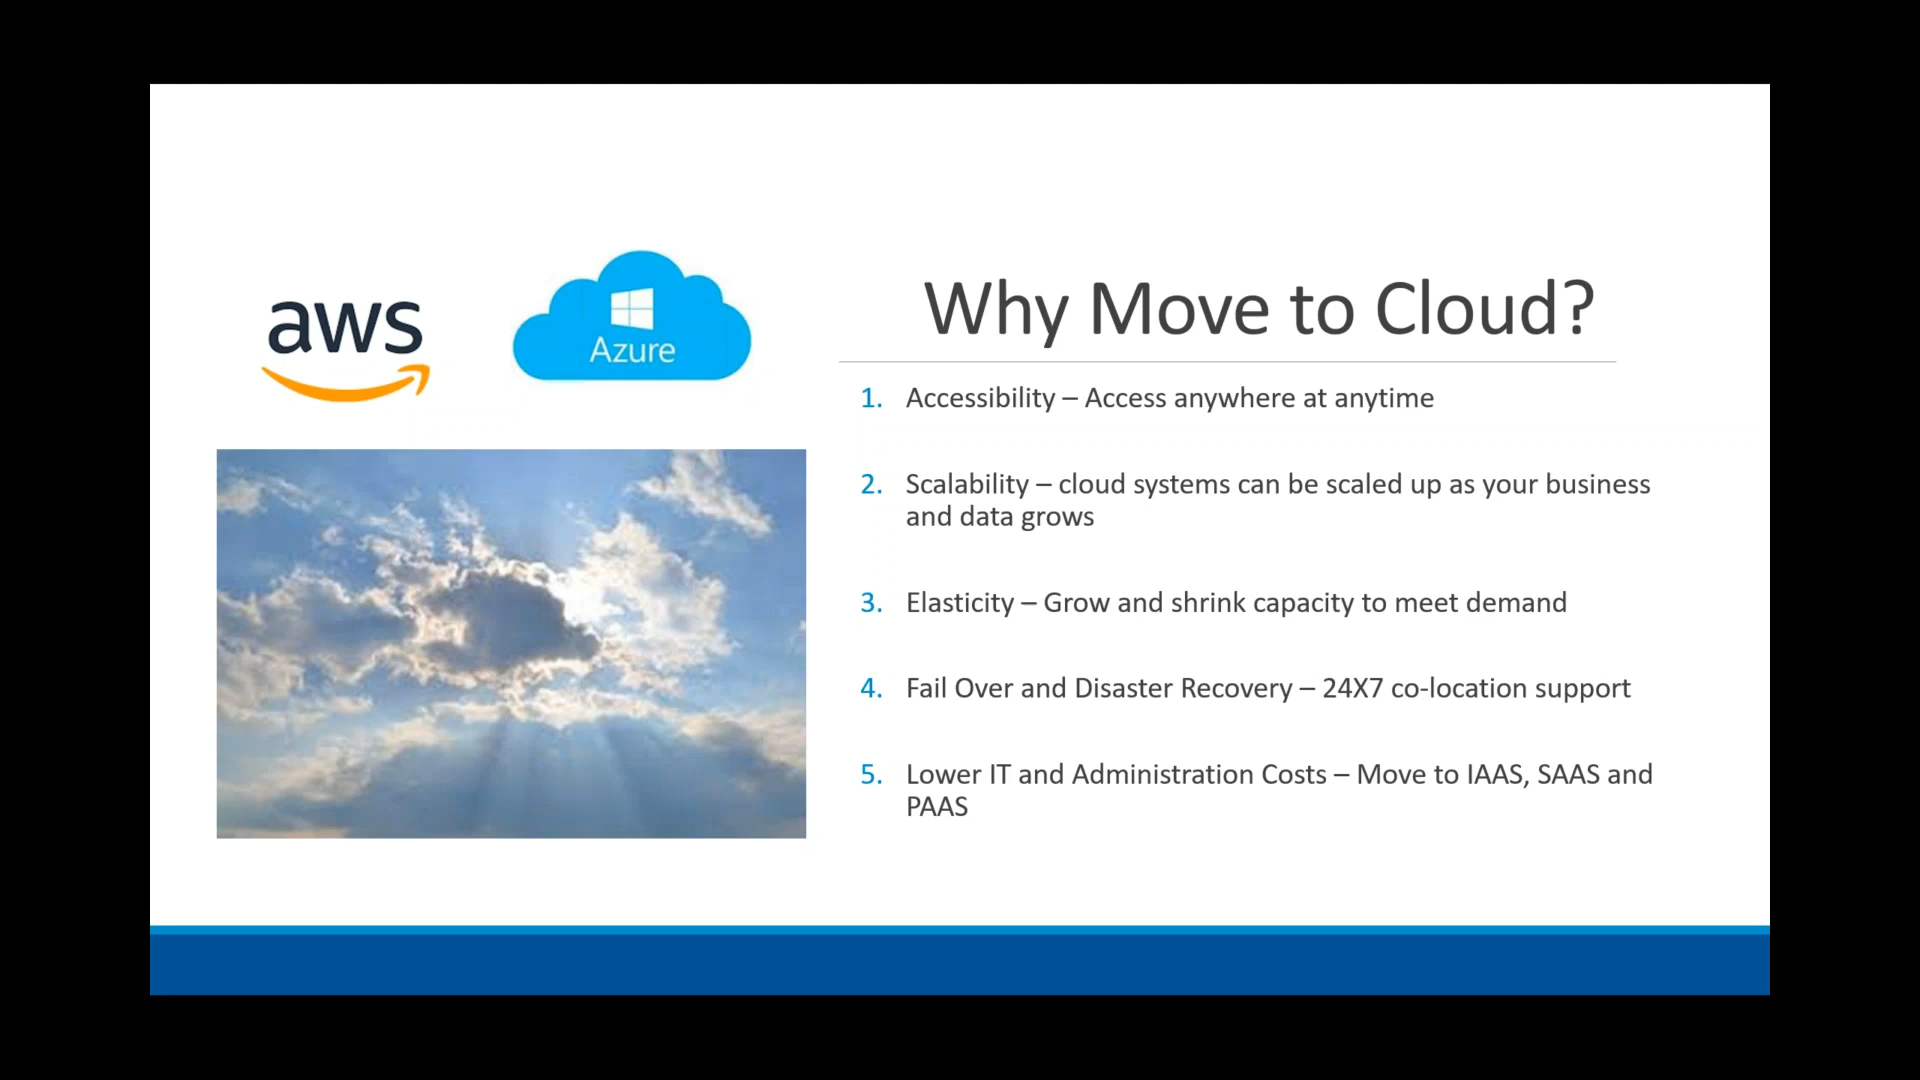 aws
Azure
Why Move to Cloud?
1. Accessibility – Access anywhere at anytime
2. Scalability – cloud systems can be scaled up as your business
and data grows
3. Elasticity – Grow and shrink capacity to meet demand
4. Fail Over and Disaster Recovery – 24X7 co-location support
5. Lower IT and Administration Costs – Move to IAAS, SAAS and
PAAS